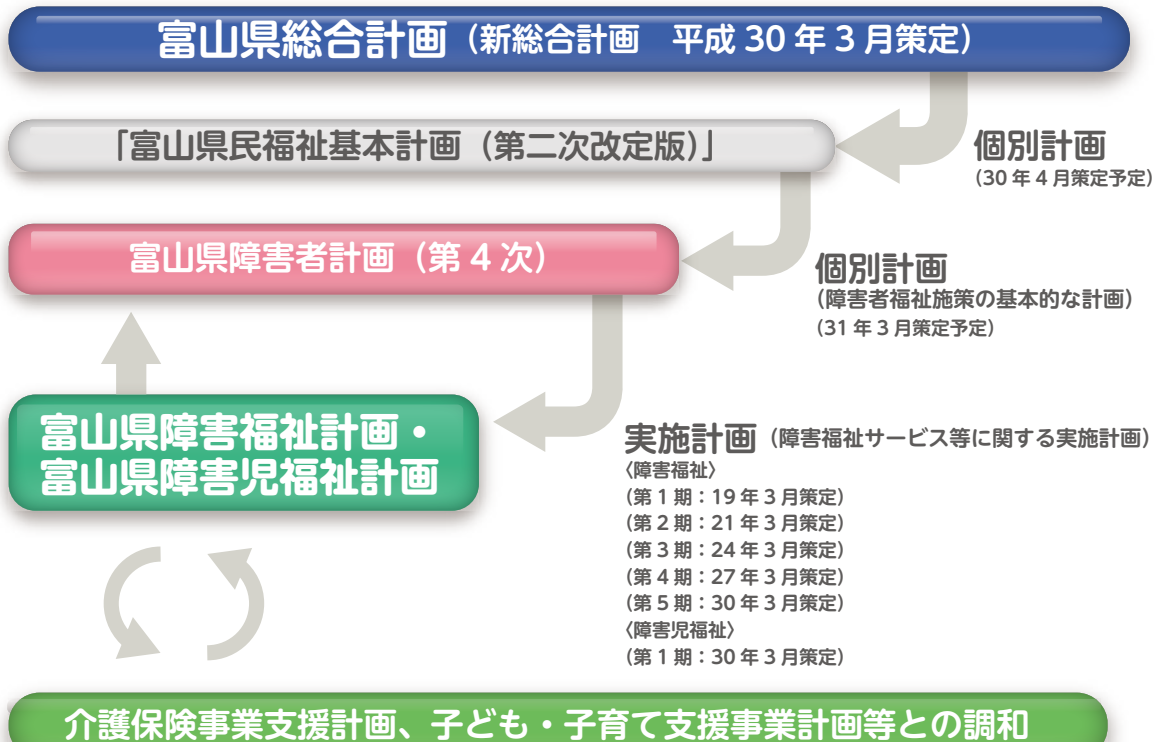 富山県総合計画（新総合計画　平成30年3月策定）
「富山県民福祉基本計画（第二次改定版）」
個別計画
（30年4月策定予定）
富山県障害者計画（第4次）
個別計画
（障害者福祉施策の基本的な計画）
（31年3月策定予定）
富山県障害福祉計画・
富山県障害児福祉計画
実施計画（障害福祉サービス等に関する実施計画）
〈障害福祉〉
（第1期：19年3月策定）
（第2期：21年3月策定）
（第3期：24年3月策定）
（第4期：27年3月策定）
（第5期：30年3月策定）
〈障害児福祉〉
（第1期：30年3月策定）
介護保険事業支援計画、子ども・子育て支援事業計画等との調和